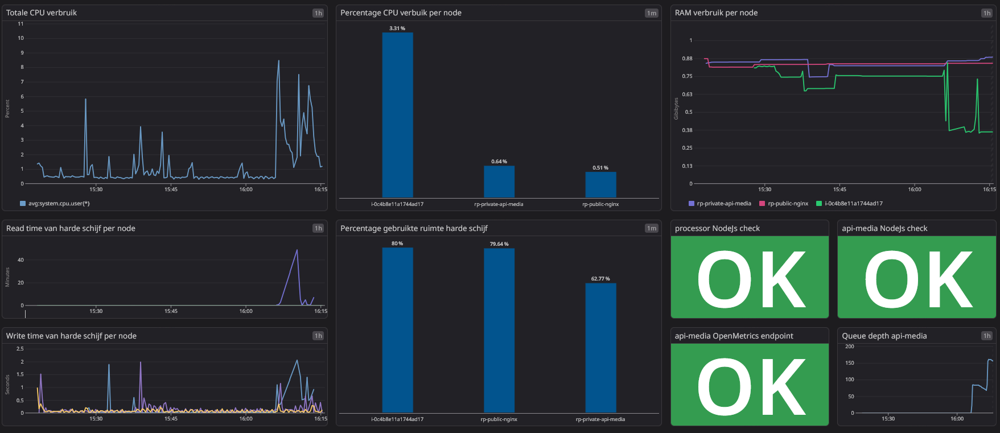 Totale CPU verbruik
1h
11
10
9
8
7
6
5
4
3
2
1
0
Percent
15:30
15:45
16:00
16:15
avg:system.cpu.user{*}
Percentage CPU verbuik per node
1m
3.31 %
0.64 %
0.51 %
i-0c4b8e11a1744ad17
rp-private-api-media
rp-public-nginx
RAM verbruik per node
1h
1
0.88
0.75
0.63
0.5
0.38
0.25
0.13
0
Gibibytes
15:30
15:45
16:00
16:15
rp-private-api-media
rp-public-nginx
i-0c4b8e11a1744ad17
Read time van harde schijf per node
1h
40
20
0
Minutes
15:30
15:45
16:00
16:15
Write time van harde schijf per node
1h
2.5
2
1.5
1
0.5
0
Seconds
15:30
15:45
16:00
16:15
Percentage gebruikte ruimte harde schijf
1m
80 %
79.64 %
62.77 %
i-0c4b8e11a1744ad17
rp-public-nginx
rp-private-api-media
processor NodeJs check
OK
api-media NodeJs check
OK
api-media OpenMetrics endpoint
OK
Queue depth api-media
1h
200
150
100
50
0
15:30
16:00